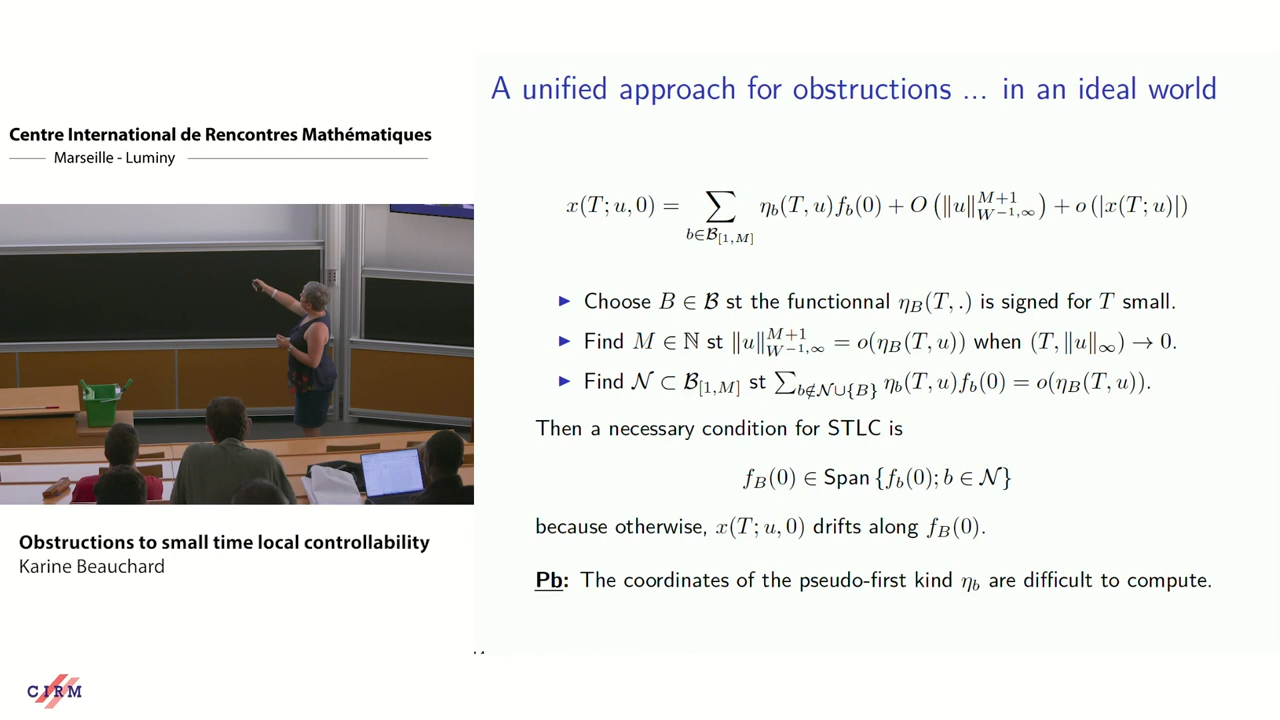 Centre International de Rencontres Mathématiques
Marseille - Luminy
Obstructions to small time local controllability
Karine Beauchard
CIRM
A unified approach for obstructions ... in an ideal world
x(T; u, 0) = ∑_{b∈𝓑_{[1,M]}} η_b(T, u) f_b(0) + O(‖u‖^{M+1}_{W^{-1,∞}}) + o(|x(T; u)|)
▶ Choose B ∈ 𝓑 st the functionnal η_B(T, .) is signed for T small.
▶ Find M ∈ ℕ st ‖u‖^{M+1}_{W^{-1,∞}} = o(η_B(T, u)) when (T, ‖u‖_∞) → 0.
▶ Find 𝒩 ⊂ 𝓑_{[1,M]} st ∑_{b∉𝒩∪{B}} η_b(T, u) f_b(0) = o(η_B(T, u)).
Then a necessary condition for STLC is
f_B(0) ∈ Span {f_b(0); b ∈ 𝒩}
because otherwise, x(T; u, 0) drifts along f_B(0).
Pb: The coordinates of the pseudo-first kind η_b are difficult to compute.